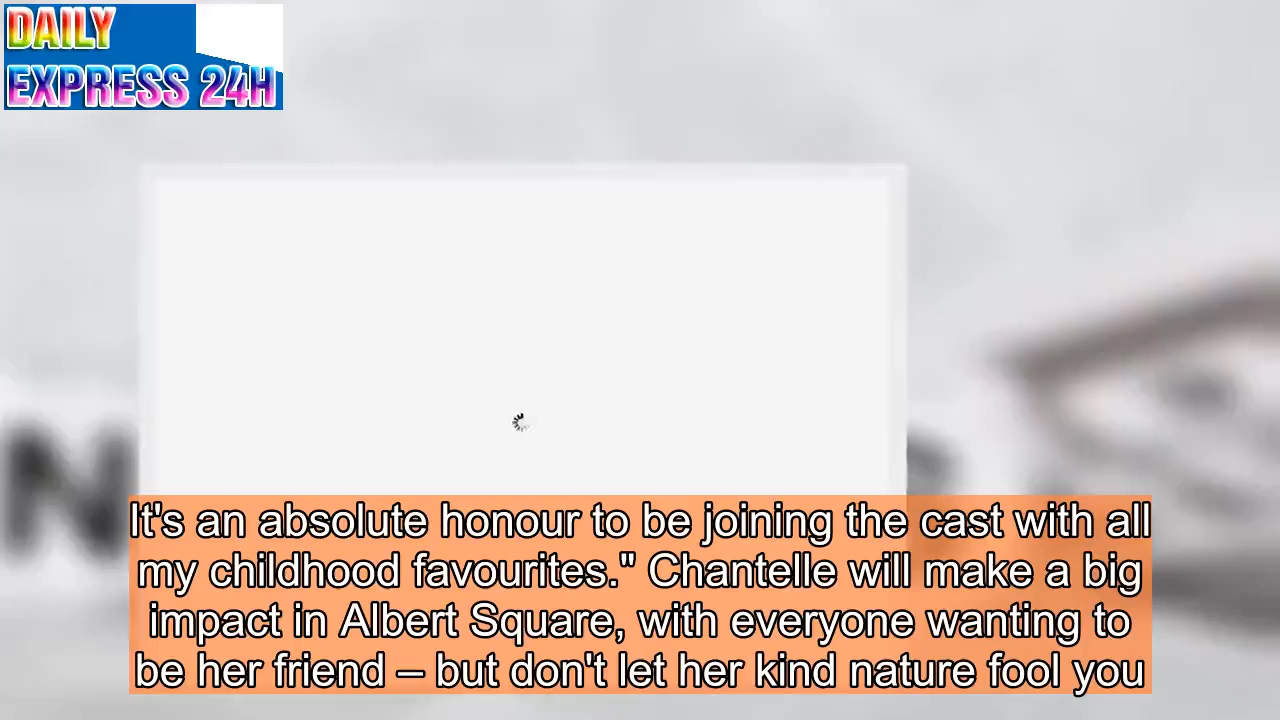 DAILY
EXPRESS 24H
N
It's an absolute honour to be joining the cast with all
my childhood favourites." Chantelle will make a big
impact in Albert Square, with everyone wanting to
be her friend – but don't let her kind nature fool you